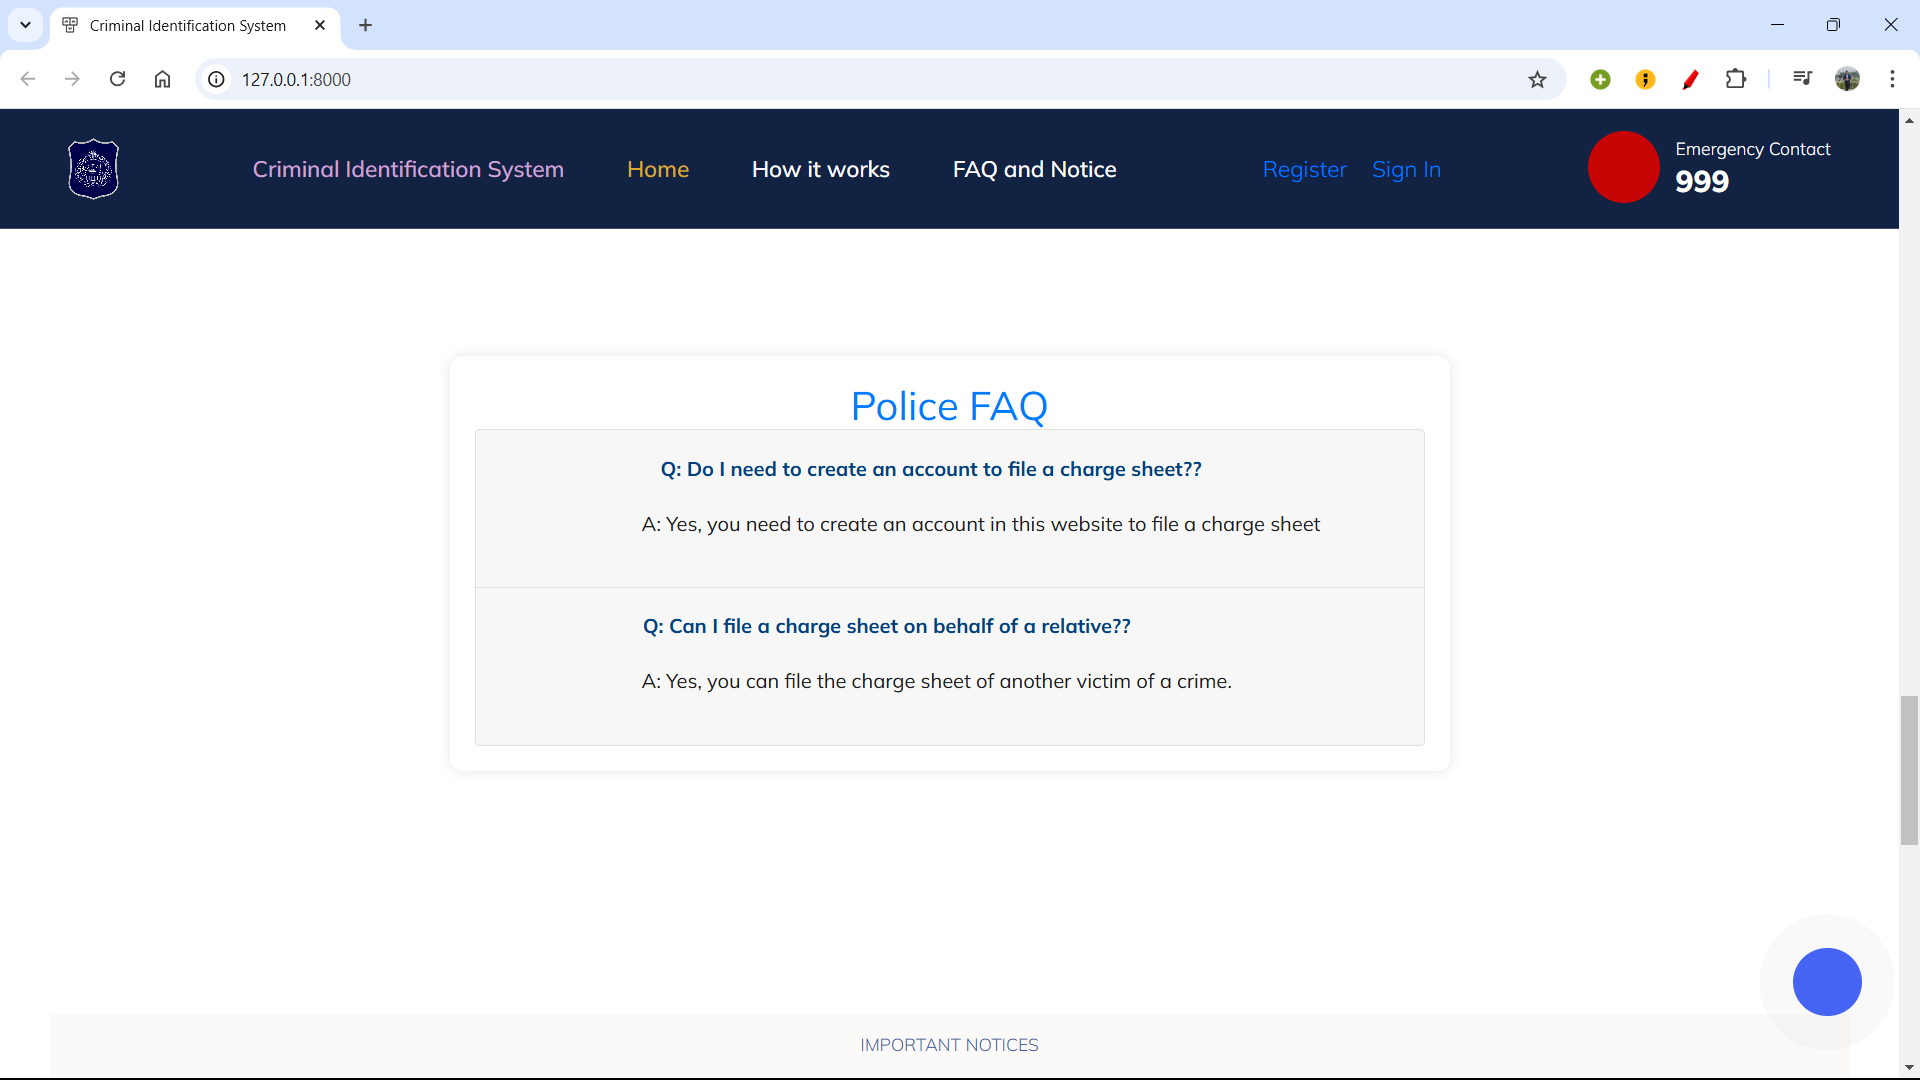 Criminal Identification System
127.0.0.1:8000
Criminal Identification System
Home
How it works
FAQ and Notice
Register
Sign In
Emergency Contact
999
Police FAQ
Q: Do I need to create an account to file a charge sheet??
A: Yes, you need to create an account in this website to file a charge sheet
Q: Can I file a charge sheet on behalf of a relative??
A: Yes, you can file the charge sheet of another victim of a crime.
IMPORTANT NOTICES